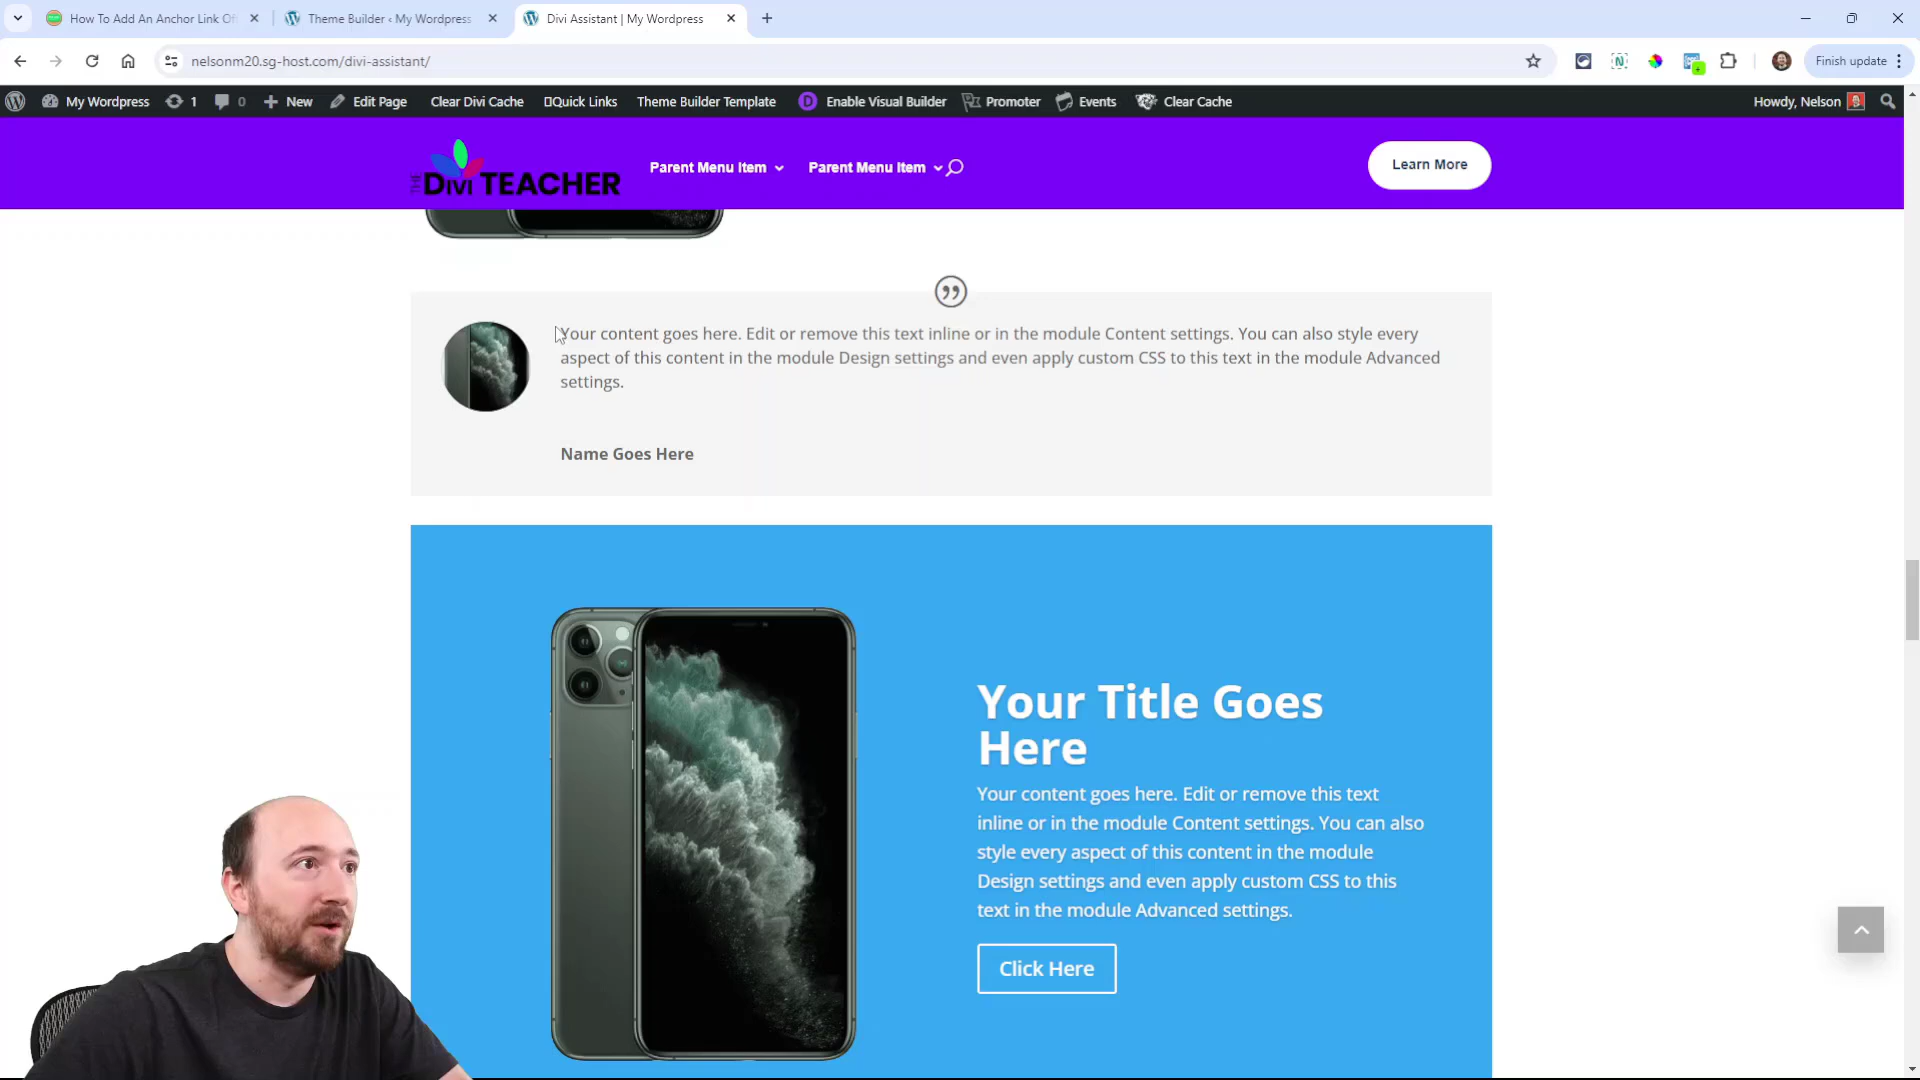 How To Add An Anchor Link Of
Theme Builder ‹ My Wordpress
Divi Assistant | My Wordpress
nelsonm20.sg-host.com/divi-assistant/
Finish update
My Wordpress
1
0
New
Edit Page
Clear Divi Cache
Quick Links
Theme Builder Template
D
Enable Visual Builder
Promoter
Events
Clear Cache
Howdy, Nelson
THE DIVI TEACHER
Parent Menu Item
Parent Menu Item
Learn More
Your content goes here. Edit or remove this text inline or in the module Content settings. You can also style every
aspect of this content in the module Design settings and even apply custom CSS to this text in the module Advanced
settings.
Name Goes Here
Your Title Goes
Here
Your content goes here. Edit or remove this text
inline or in the module Content settings. You can also
style every aspect of this content in the module
Design settings and even apply custom CSS to this
text in the module Advanced settings.
Click Here